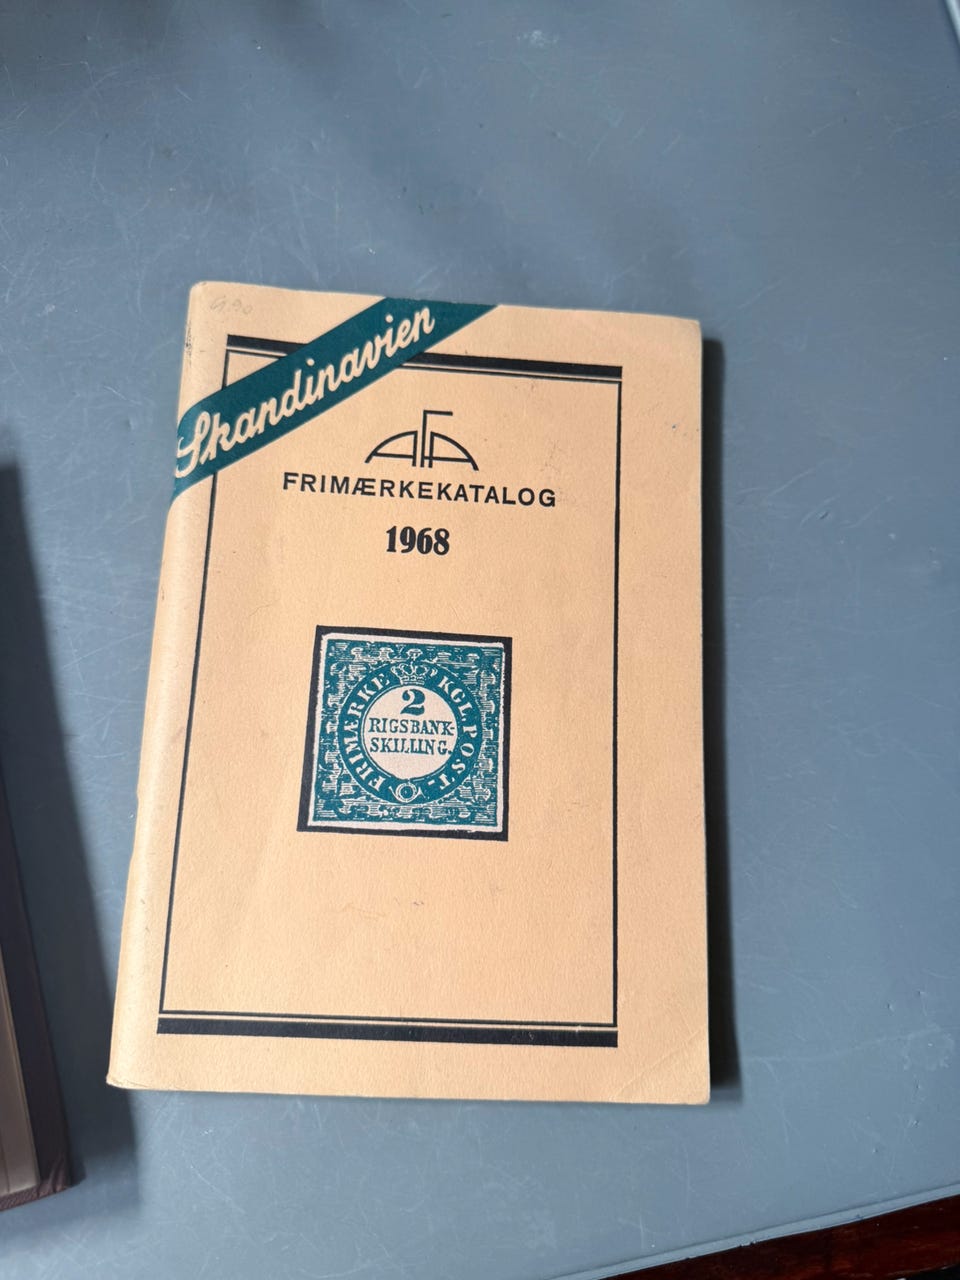 Skandinavien
AFA
FRIMÆRKEKATALOG
1968
2
RIGSBANK-
SKILLING.
FRIMÆRKE KGL. POST-